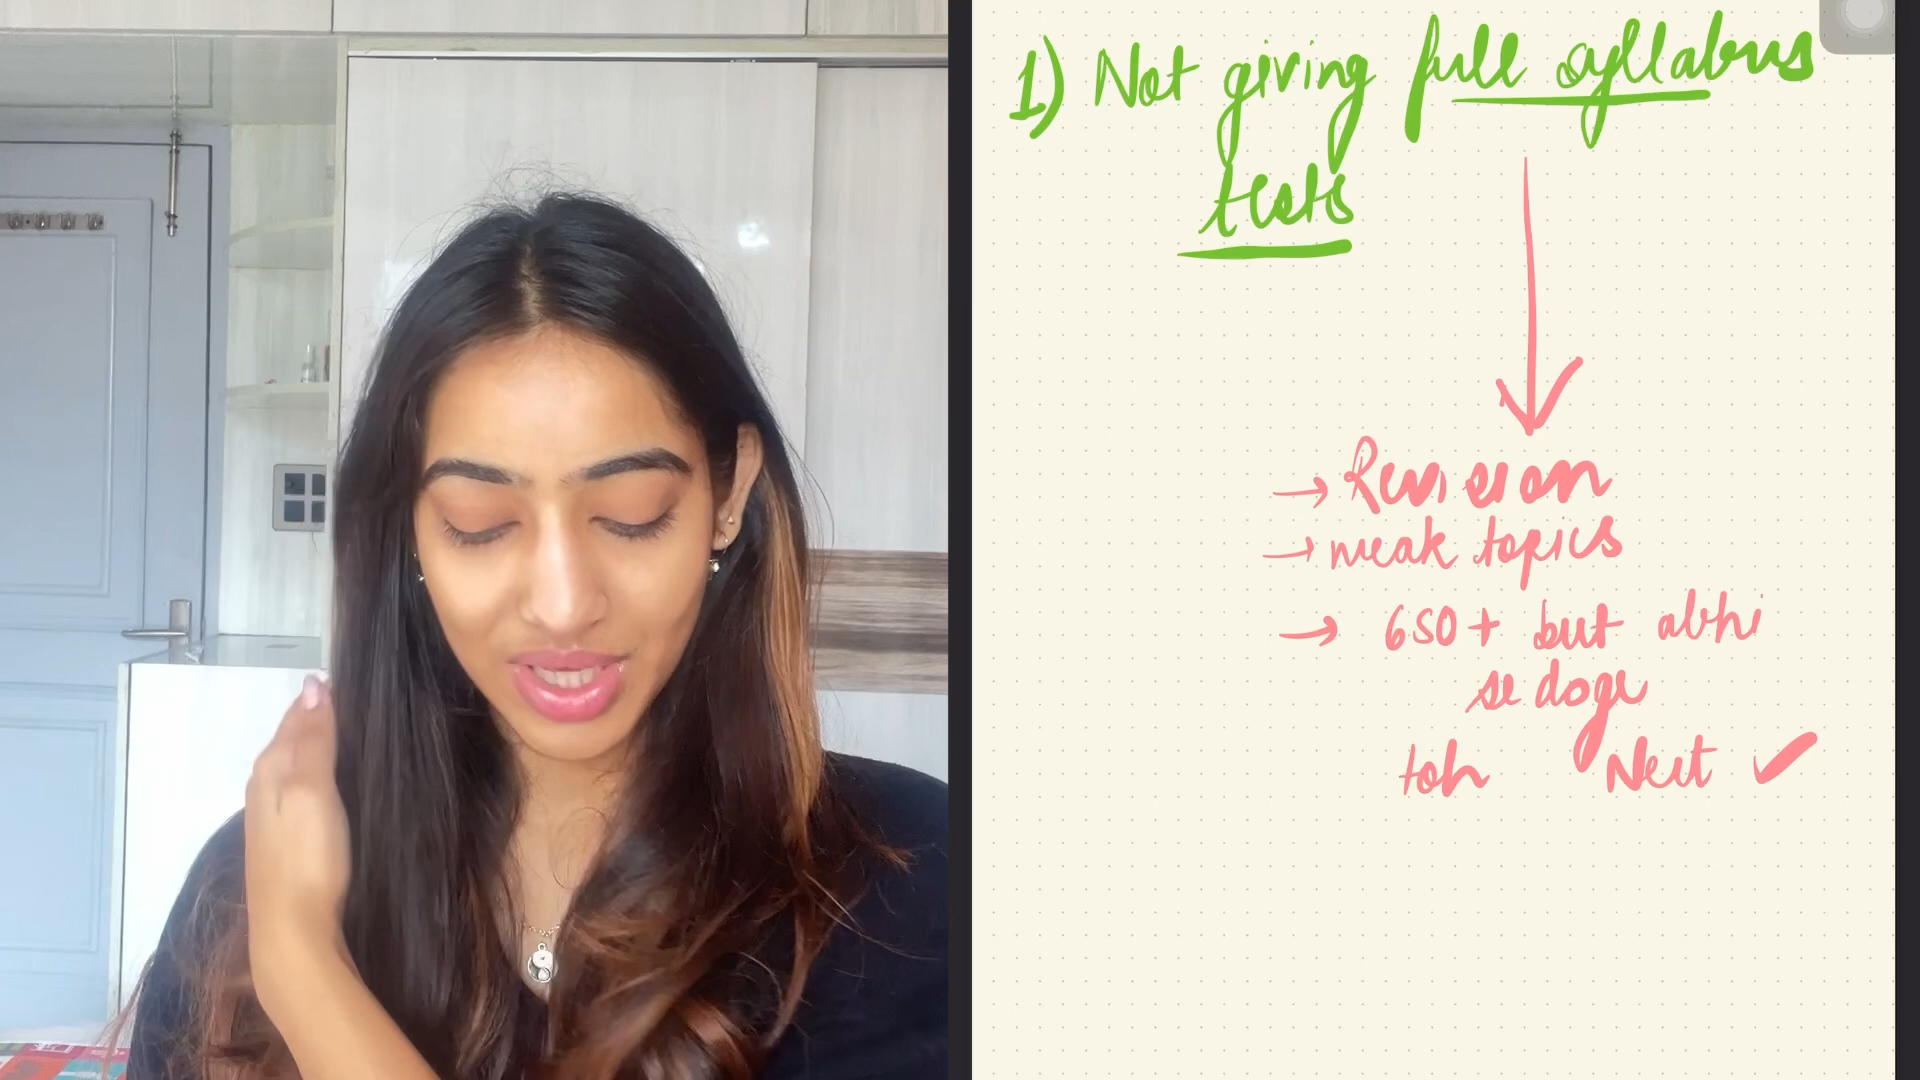 1) Not giving full syllabus
tests
→ Revision
→ weak topics
→ 650+ but abhi
se doge
toh Neet ✓